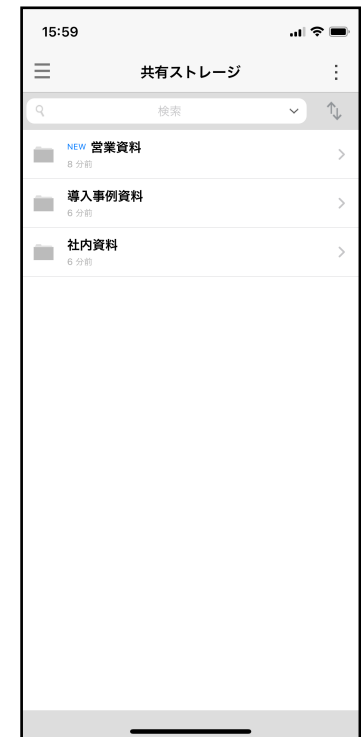 15:59
共有ストレージ
検索
NEW 営業資料
8 分前
導入事例資料
6 分前
社内資料
6 分前